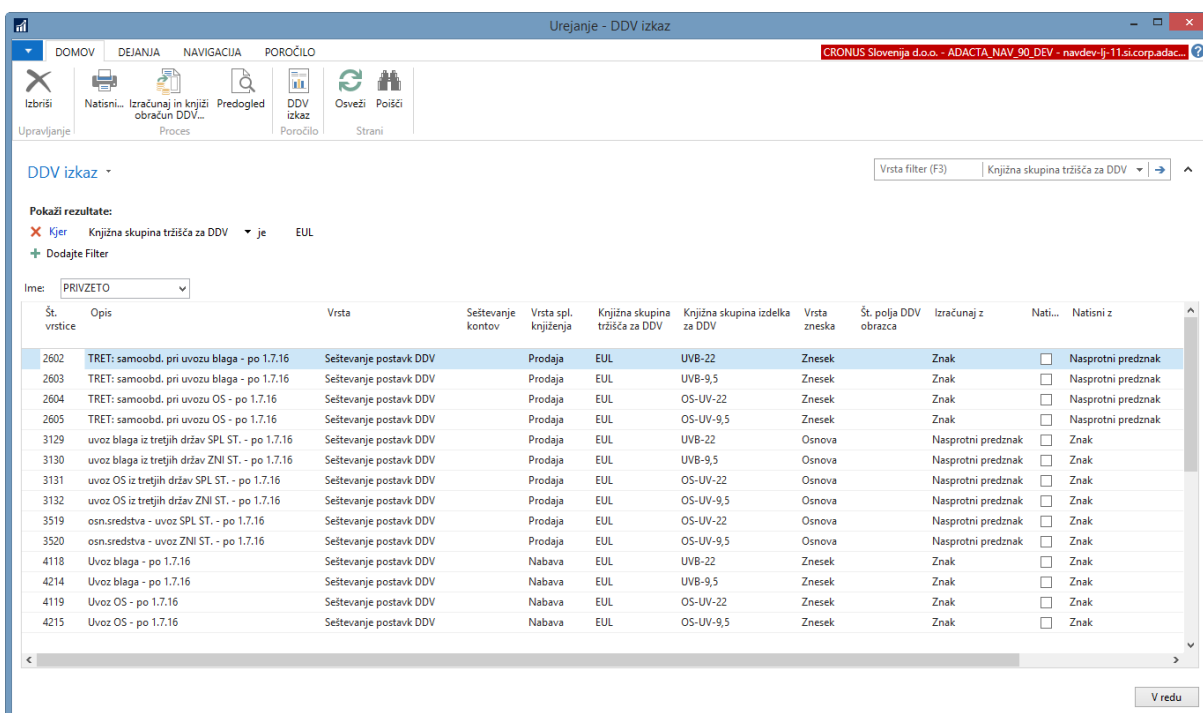 Urejanje - DDV izkaz
DOMOV DEJANJA NAVIGACIJA POROČILO
CRONUS Slovenija d.o.o. - ADACTA_NAV_90_DEV - navdev-lj-11.si.corp.adac...
Izbriši Natisni... Izračunaj in knjiži obračun DDV... Predogled DDV izkaz Osveži Poišči
Upravljanje Proces Poročilo Strani
DDV izkaz
Vrsta filter (F3) Knjižna skupina tržišča za DDV
Pokaži rezultate:
Kjer Knjižna skupina tržišča za DDV je EUL
Dodajte Filter
Ime: PRIVZETO
Št. vrstice Opis Vrsta Seštevanje kontov Vrsta spl. knjiženja Knjižna skupina tržišča za DDV Knjižna skupina izdelka za DDV Vrsta zneska Št. polja DDV obrazca Izračunaj z Nati... Natisni z
2602 TRET: samoobd. pri uvozu blaga - po 1.7.16 Seštevanje postavk DDV Prodaja EUL UVB-22 Znesek Znak Nasprotni predznak
2603 TRET: samoobd. pri uvozu blaga - po 1.7.16 Seštevanje postavk DDV Prodaja EUL UVB-9,5 Znesek Znak Nasprotni predznak
2604 TRET: samoobd. pri uvozu OS - po 1.7.16 Seštevanje postavk DDV Prodaja EUL OS-UV-22 Znesek Znak Nasprotni predznak
2605 TRET: samoobd. pri uvozu OS - po 1.7.16 Seštevanje postavk DDV Prodaja EUL OS-UV-9,5 Znesek Znak Nasprotni predznak
3129 uvoz blaga iz tretjih držav SPL ST. - po 1.7.16 Seštevanje postavk DDV Prodaja EUL UVB-22 Osnova Nasprotni predznak Znak
3130 uvoz blaga iz tretjih držav ZNI ST. - po 1.7.16 Seštevanje postavk DDV Prodaja EUL UVB-9,5 Osnova Nasprotni predznak Znak
3131 uvoz OS iz tretjih držav SPL ST. - po 1.7.16 Seštevanje postavk DDV Prodaja EUL OS-UV-22 Osnova Nasprotni predznak Znak
3132 uvoz OS iz tretjih držav ZNI ST. - po 1.7.16 Seštevanje postavk DDV Prodaja EUL OS-UV-9,5 Osnova Nasprotni predznak Znak
3519 osn.sredstva - uvoz SPL ST. - po 1.7.16 Seštevanje postavk DDV Prodaja EUL OS-UV-22 Osnova Nasprotni predznak Znak
3520 osn.sredstva - uvoz ZNI ST. - po 1.7.16 Seštevanje postavk DDV Prodaja EUL OS-UV-9,5 Osnova Nasprotni predznak Znak
4118 Uvoz blaga - po 1.7.16 Seštevanje postavk DDV Nabava EUL UVB-22 Znesek Znak Znak
4214 Uvoz blaga - po 1.7.16 Seštevanje postavk DDV Nabava EUL UVB-9,5 Znesek Znak Znak
4119 Uvoz OS - po 1.7.16 Seštevanje postavk DDV Nabava EUL OS-UV-22 Znesek Znak Znak
4215 Uvoz OS - po 1.7.16 Seštevanje postavk DDV Nabava EUL OS-UV-9,5 Znesek Znak Znak
V redu